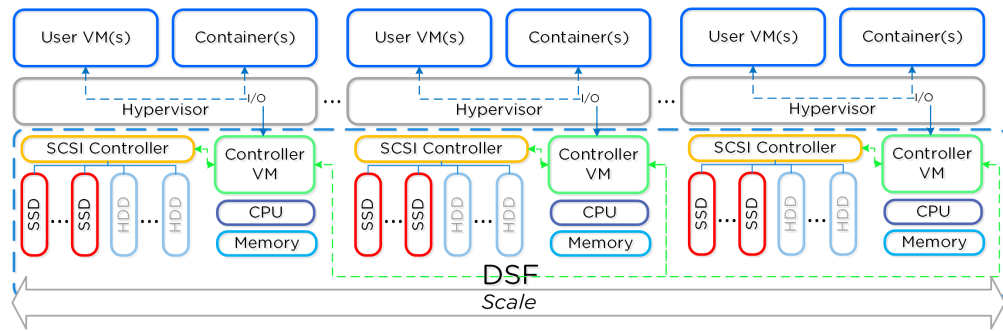 User VM(s) Container(s) User VM(s) Container(s) User VM(s) Container(s)
I/O I/O I/O
Hypervisor ... Hypervisor ... Hypervisor
SCSI Controller Controller VM SCSI Controller Controller VM SCSI Controller Controller VM
SSD ... SSD HDD ... HDD CPU SSD ... SSD HDD ... HDD CPU SSD ... SSD HDD ... HDD CPU
Memory Memory Memory
DSF
Scale